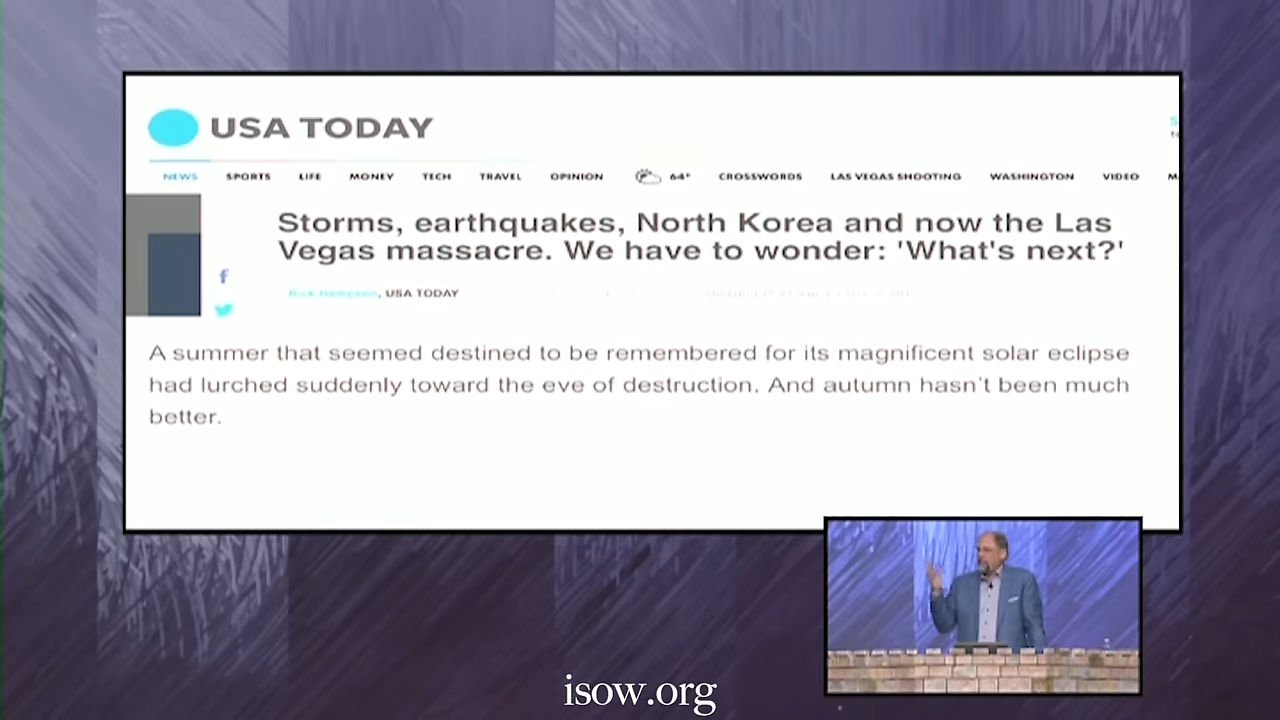 USA TODAY
NEWS SPORTS LIFE MONEY TECH TRAVEL OPINION 64° CROSSWORDS LAS VEGAS SHOOTING WASHINGTON VIDEO
Storms, earthquakes, North Korea and now the Las
Vegas massacre. We have to wonder: 'What's next?'
Rick Hampson, USA TODAY
A summer that seemed destined to be remembered for its magnificent solar eclipse
had lurched suddenly toward the eve of destruction. And autumn hasn't been much
better.
isow.org